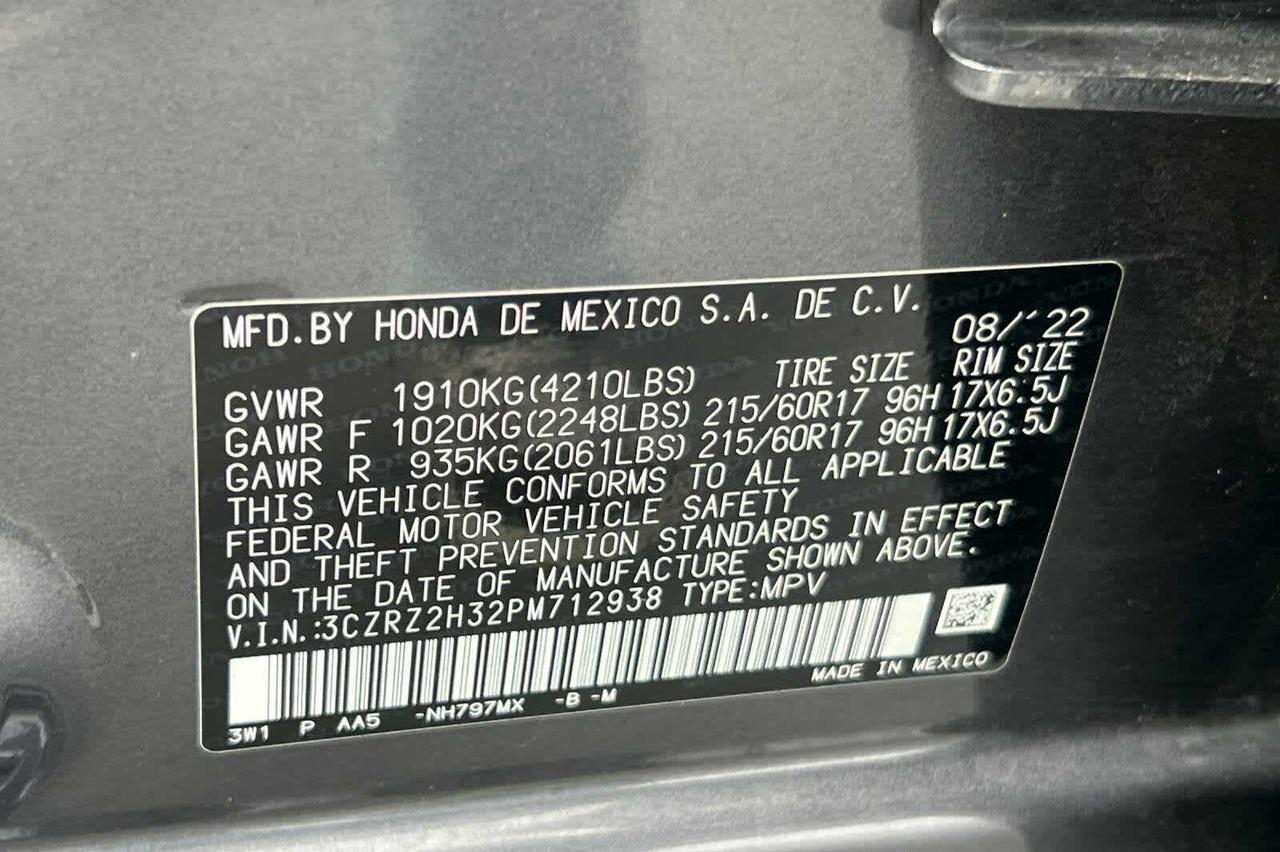 MFD.BY HONDA DE MEXICO S.A. DE C.V.
08/'22
GVWR 1910KG(4210LBS) TIRE SIZE RIM SIZE
GAWR F 1020KG(2248LBS) 215/60R17 96H 17X6.5J
GAWR R 935KG(2061LBS) 215/60R17 96H 17X6.5J
THIS VEHICLE CONFORMS TO ALL APPLICABLE
FEDERAL MOTOR VEHICLE SAFETY
AND THEFT PREVENTION STANDARDS IN EFFECT
ON THE DATE OF MANUFACTURE SHOWN ABOVE.
V.I.N.:3CZRZ2H32PM712938 TYPE:MPV
MADE IN MEXICO
3W1 P AA5 -NH797MX -B -M